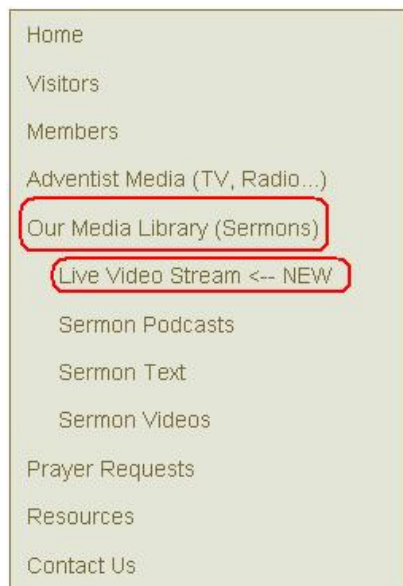 Home
Visitors
Members
Adventist Media (TV, Radio...)
Our Media Library (Sermons)
Live Video Stream <-- NEW
Sermon Podcasts
Sermon Text
Sermon Videos
Prayer Requests
Resources
Contact Us